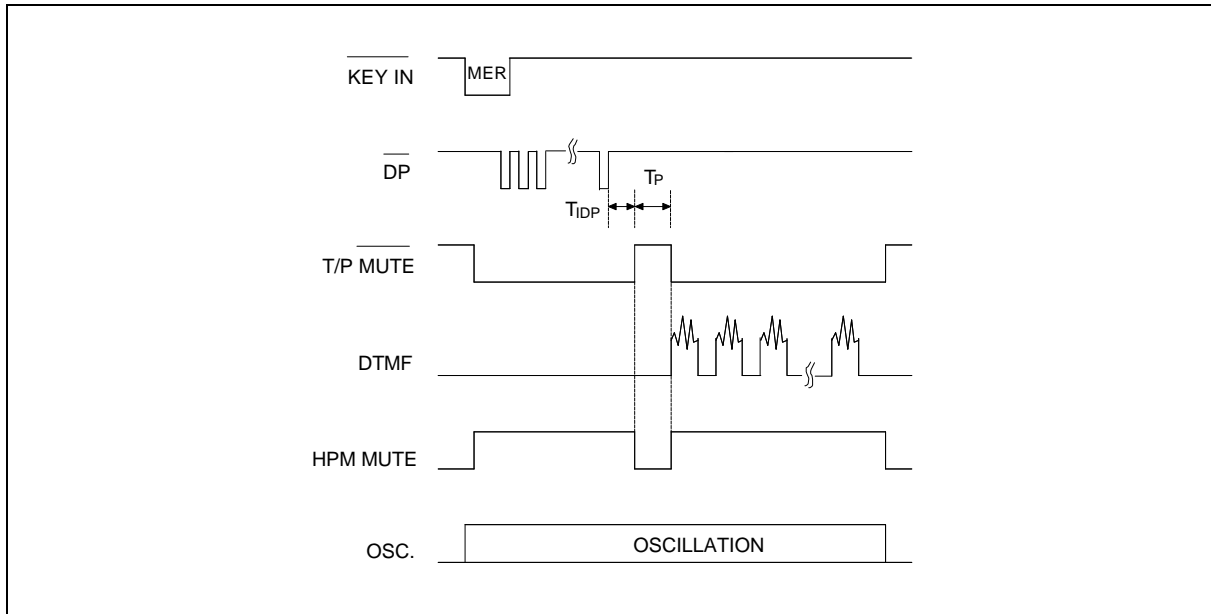 KEY IN
MER
DP
TP
TIDP
T/P MUTE
DTMF
HPM MUTE
OSC.
OSCILLATION